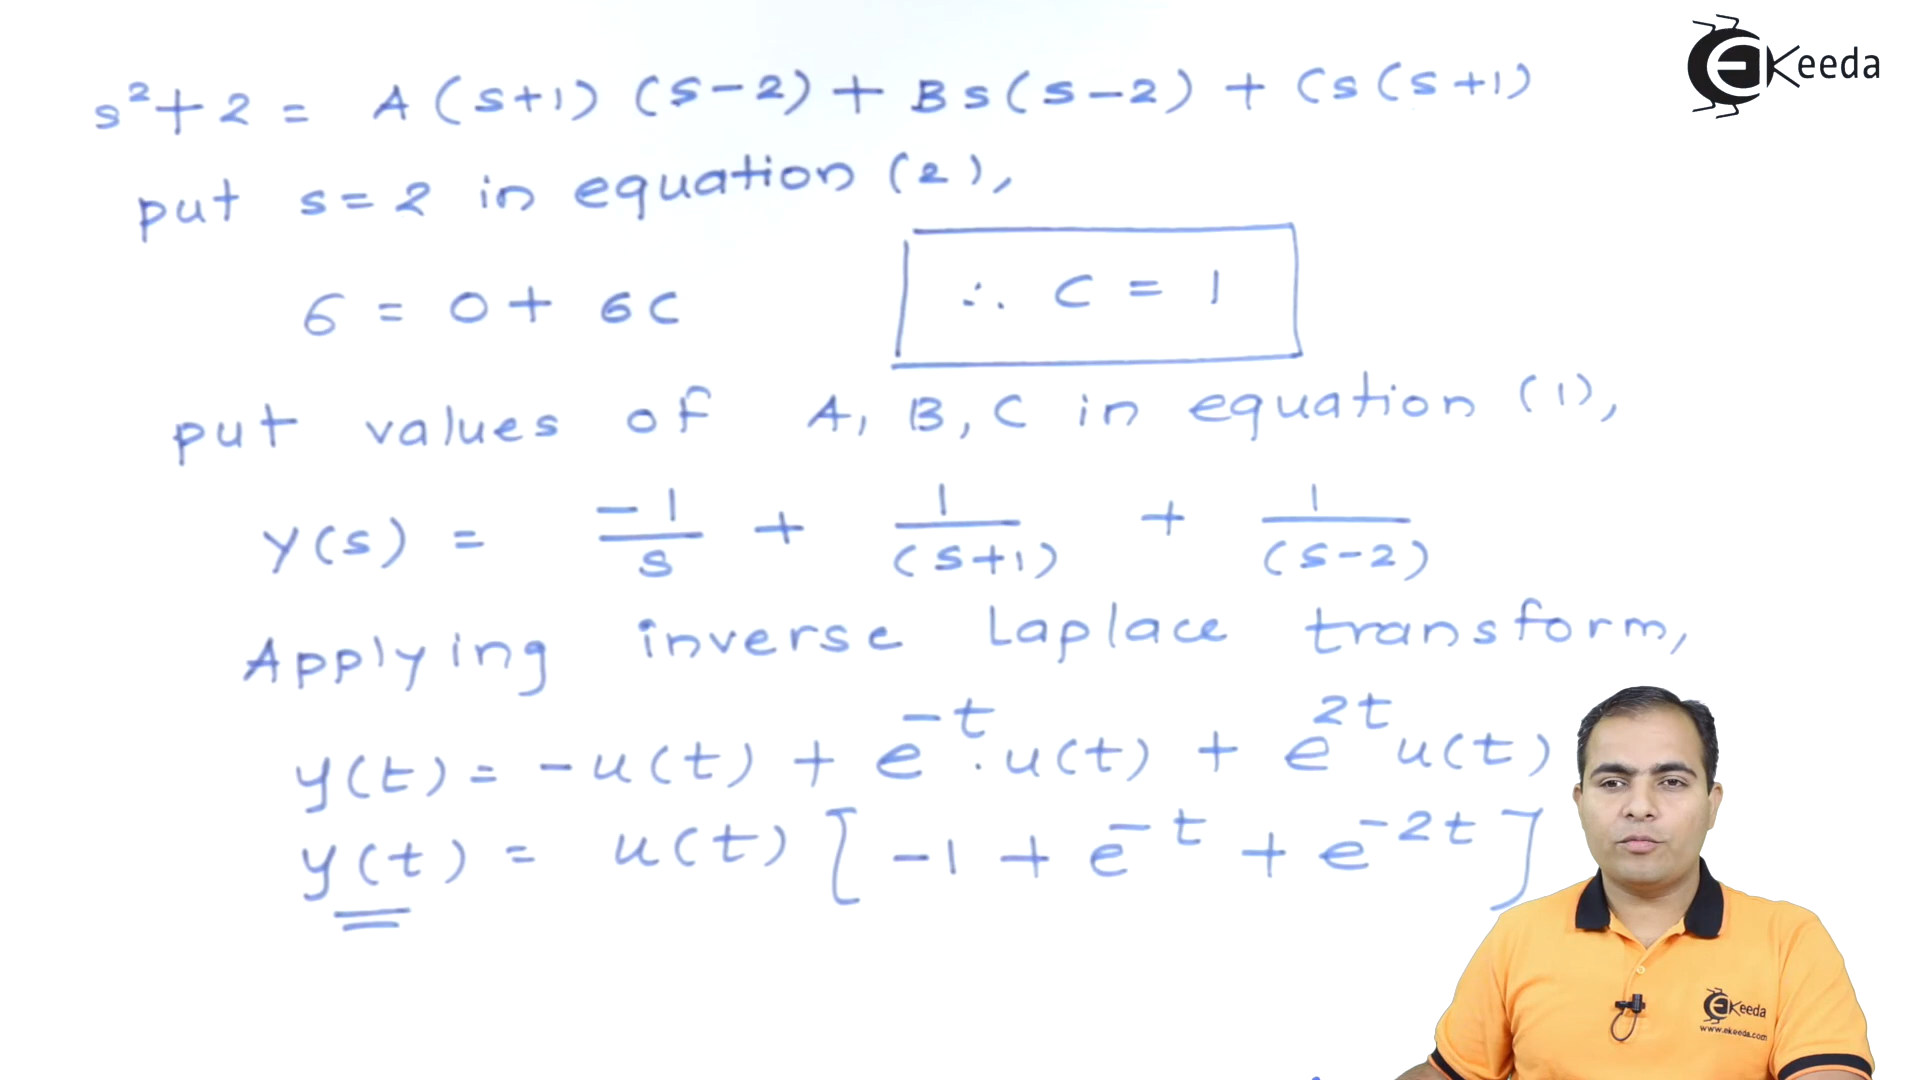 s²+2 = A(s+1)(s-2) + Bs(s-2) + Cs(s+1)
eKeeda
put s=2 in equation (2),
6 = 0 + 6C
∴ C = 1
put values of A, B, C in equation (1),
Y(s) = -1/s + 1/(s+1) + 1/(s-2)
Applying inverse Laplace transform,
y(t) = -u(t) + e^-t . u(t) + e^2t u(t)
y(t) = u(t) [-1 + e^-t + e^-2t]
eKeeda
www.ekeeda.com